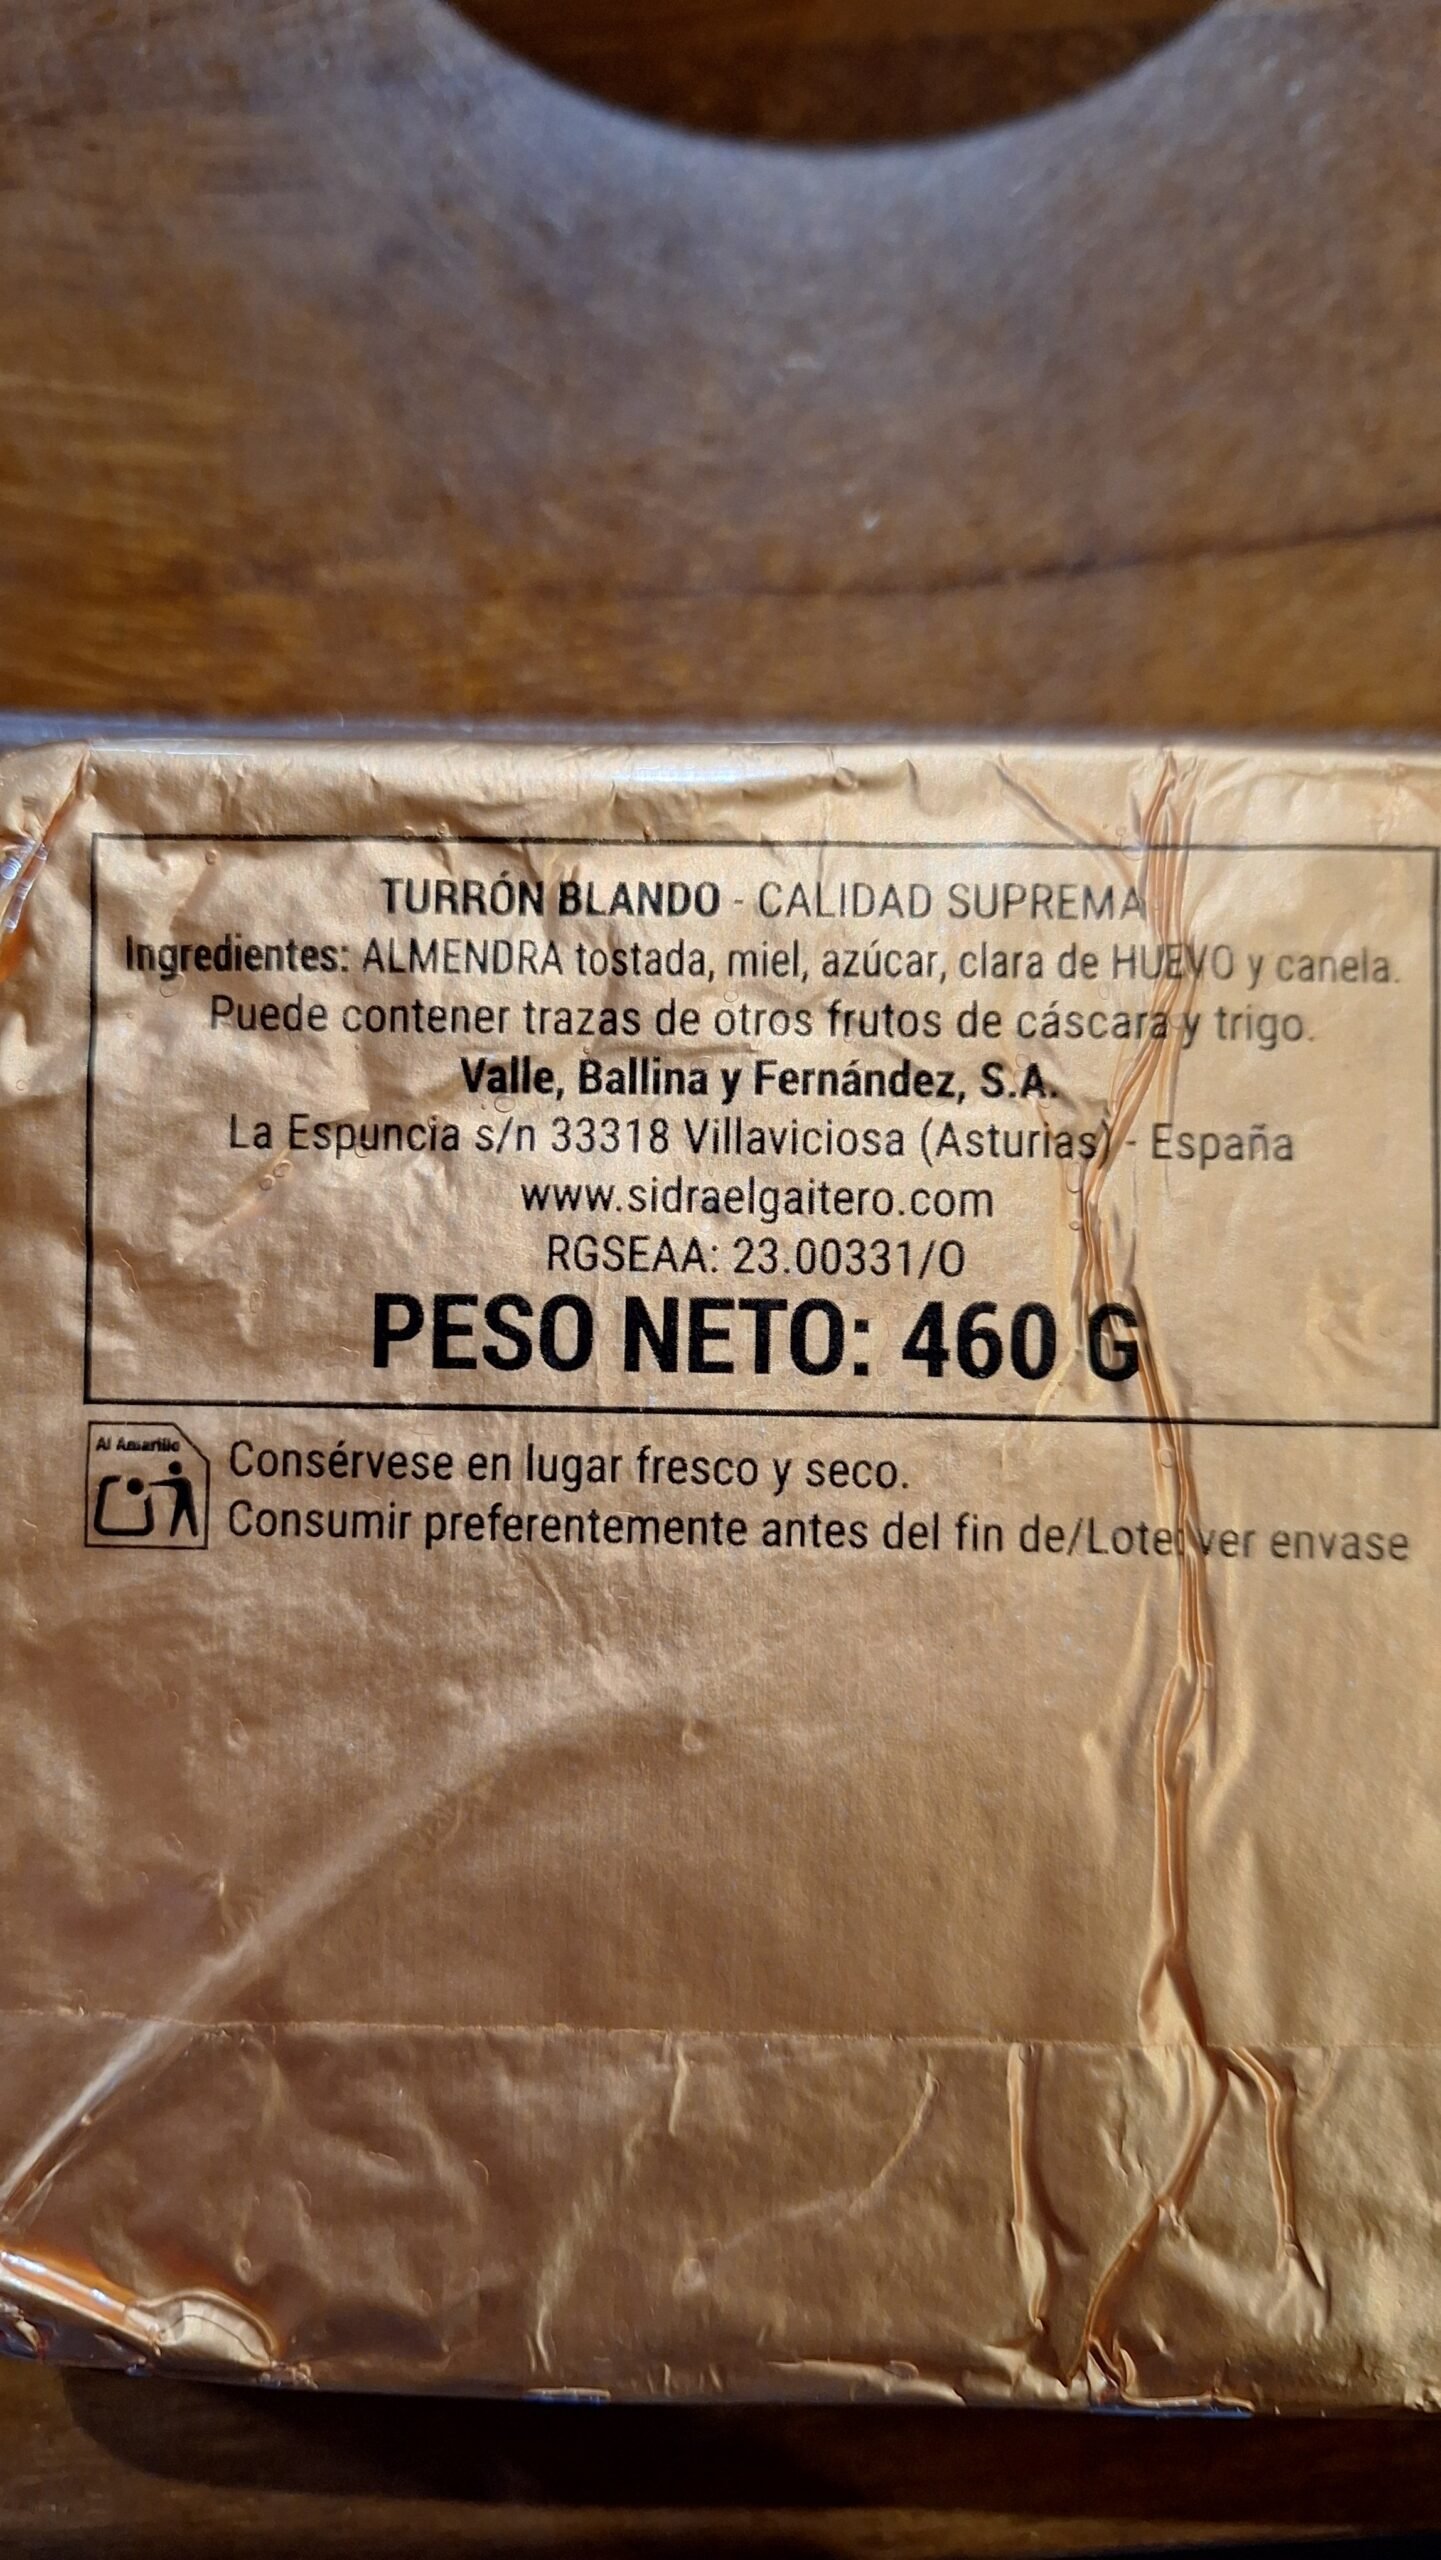 TURRÓN BLANDO - CALIDAD SUPREMA
Ingredientes: ALMENDRA tostada, miel, azúcar, clara de HUEVO y canela.
Puede contener trazas de otros frutos de cáscara y trigo.
Valle, Ballina y Fernández, S.A.
La Espuncia s/n 33318 Villaviciosa (Asturias) - España
www.sidraelgaitero.com
RGSEAA: 23.00331/O
PESO NETO: 460 G
Al Amarillo
Consérvese en lugar fresco y seco.
Consumir preferentemente antes del fin de/Lote: ver envase